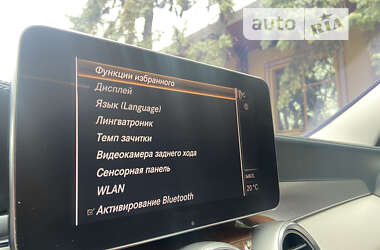 auto RIA
Функции избранного
Дисплей
Язык (Language)
Лингватроник
Темп зачитки
Видеокамера заднего хода
Сенсорная панель
WLAN
20 °C
Активирование Bluetooth